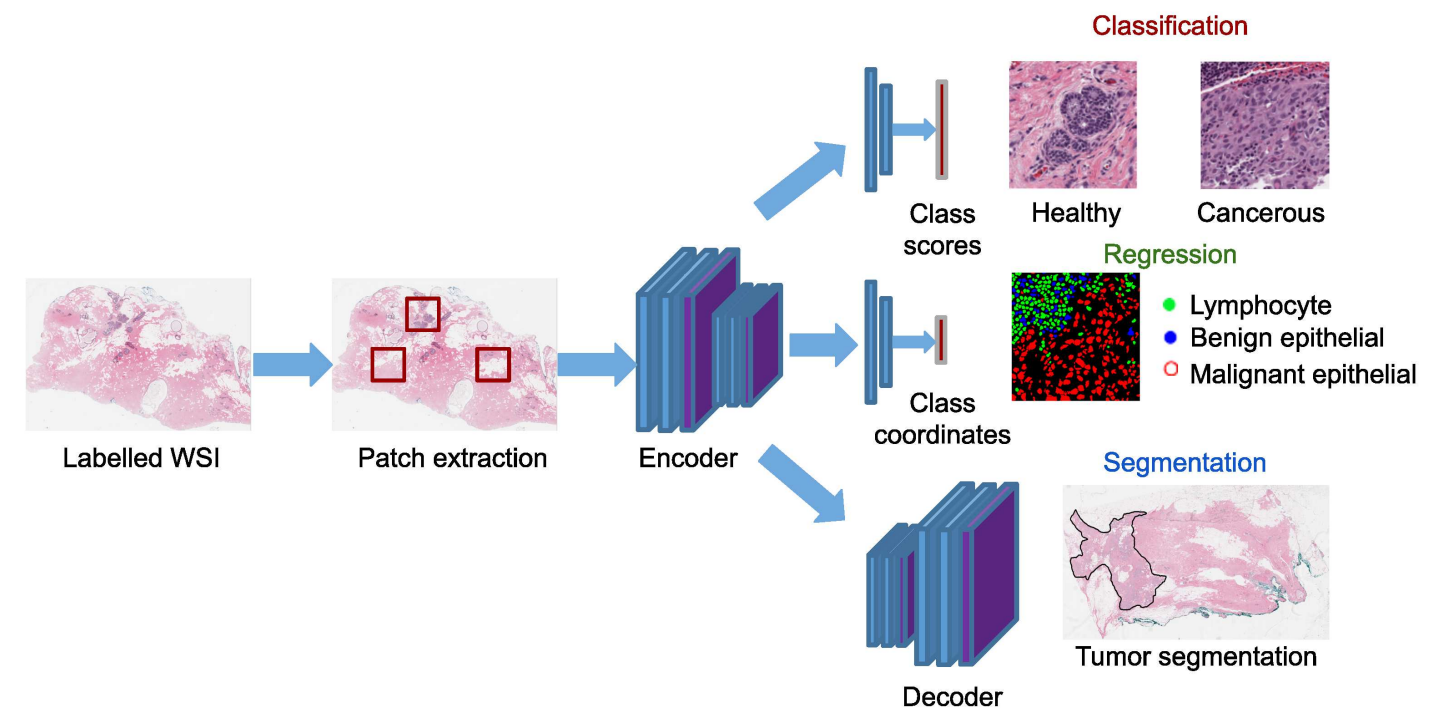 Classification
Class
scores
Healthy
Cancerous
Regression
Lymphocyte
Benign epithelial
Malignant epithelial
Class
coordinates
Labelled WSI
Patch extraction
Encoder
Segmentation
Tumor segmentation
Decoder